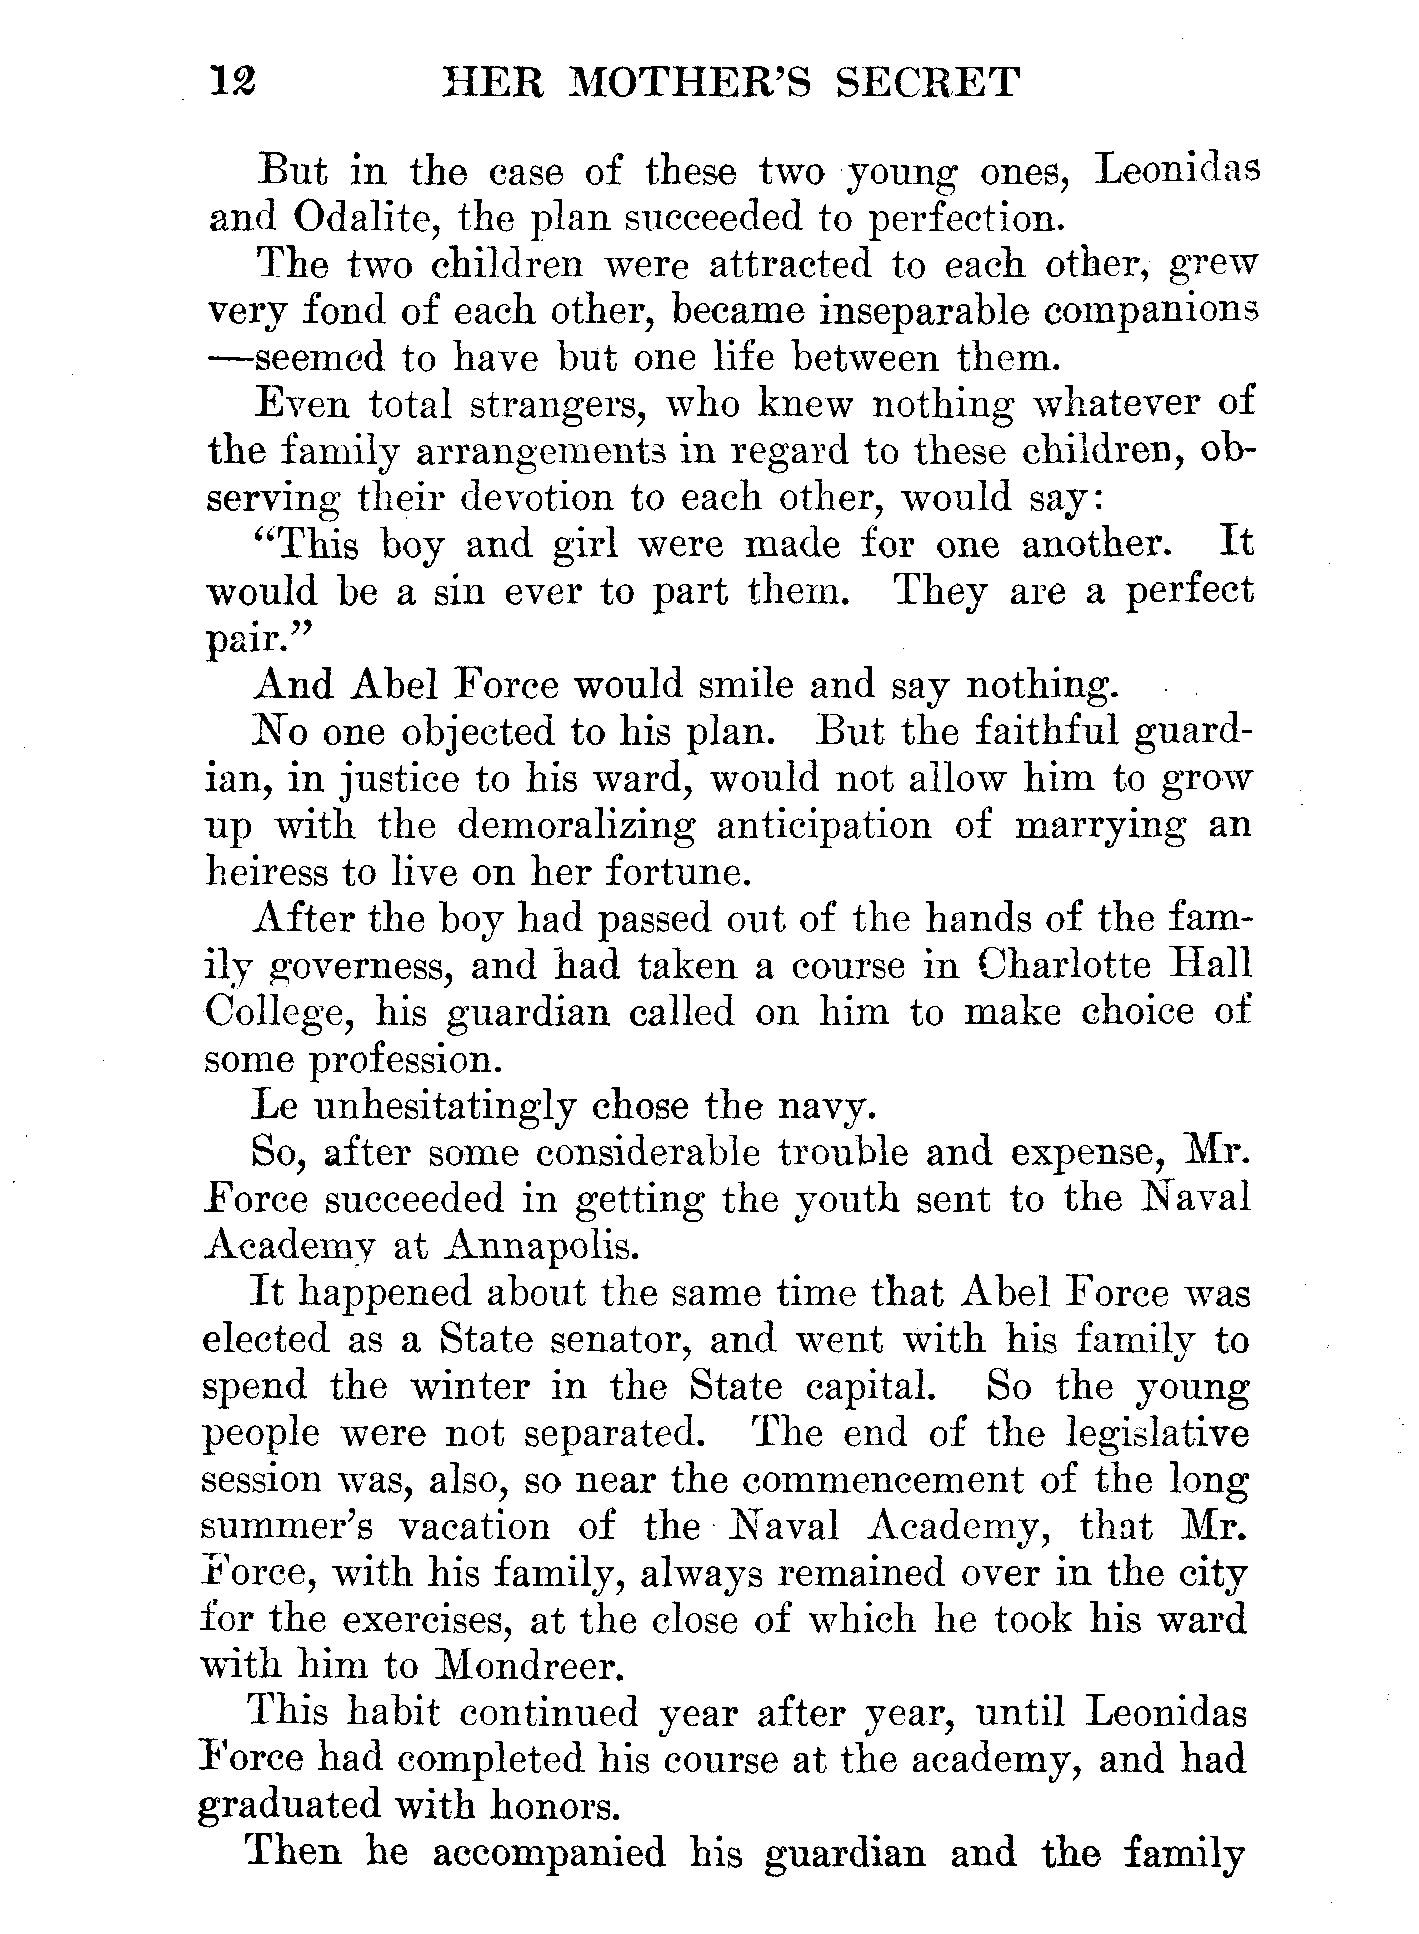 12 HER MOTHER'S SECRET
But in the case of these two young ones, Leonidas
and Odalite, the plan succeeded to perfection.
The two children were attracted to each other, grew
very fond of each other, became inseparable companions
—seemed to have but one life between them.
Even total strangers, who knew nothing whatever of
the family arrangements in regard to these children, ob-
serving their devotion to each other, would say:
"This boy and girl were made for one another. It
would be a sin ever to part them. They are a perfect
pair."
And Abel Force would smile and say nothing.
No one objected to his plan. But the faithful guard-
ian, in justice to his ward, would not allow him to grow
up with the demoralizing anticipation of marrying an
heiress to live on her fortune.
After the boy had passed out of the hands of the fam-
ily governess, and had taken a course in Charlotte Hall
College, his guardian called on him to make choice of
some profession.
Le unhesitatingly chose the navy.
So, after some considerable trouble and expense, Mr.
Force succeeded in getting the youth sent to the Naval
Academy at Annapolis.
It happened about the same time that Abel Force was
elected as a State senator, and went with his family to
spend the winter in the State capital. So the young
people were not separated. The end of the legislative
session was, also, so near the commencement of the long
summer's vacation of the Naval Academy, that Mr.
Force, with his family, always remained over in the city
for the exercises, at the close of which he took his ward
with him to Mondreer.
This habit continued year after year, until Leonidas
Force had completed his course at the academy, and had
graduated with honors.
Then he accompanied his guardian and the family